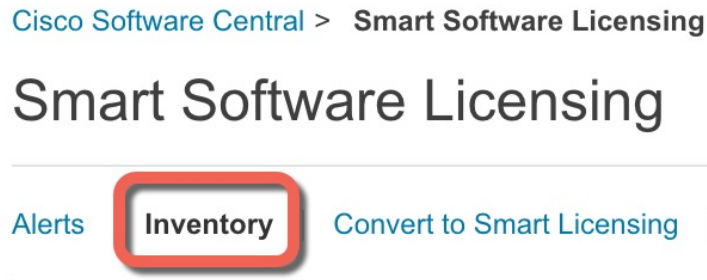 Cisco Software Central > Smart Software Licensing
Smart Software Licensing
Alerts Inventory Convert to Smart Licensing